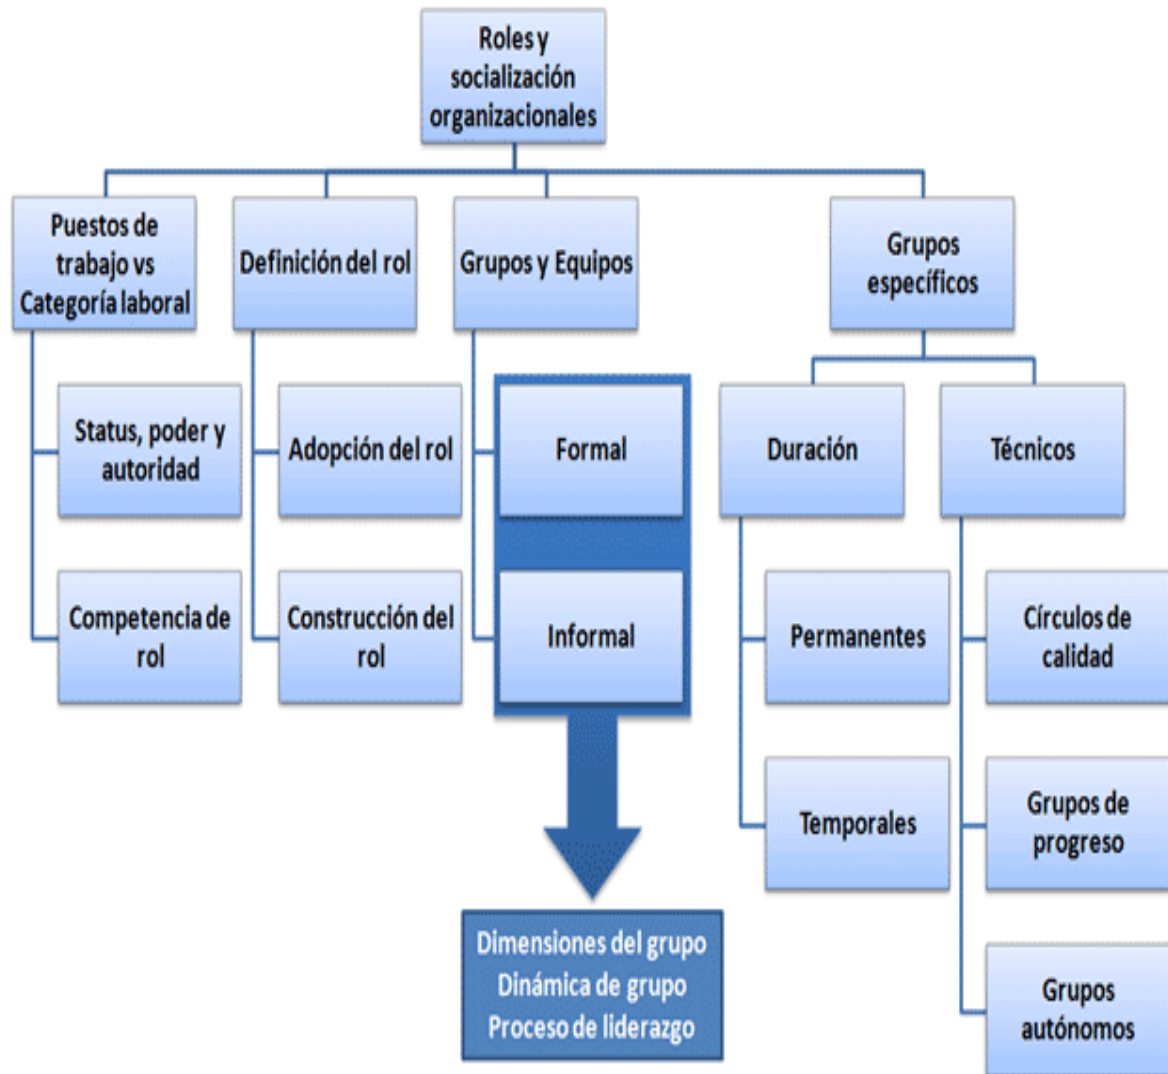 Roles y
socialización
organizacionales
Puestos de
trabajo vs
Categoría laboral
Definición del rol
Grupos y Equipos
Grupos
específicos
Status, poder y
autoridad
Adopción del rol
Formal
Duración
Técnicos
Competencia de
rol
Construcción del
rol
Informal
Permanentes
Círculos de
calidad
Temporales
Grupos de
progreso
Dimensiones del grupo
Dinámica de grupo
Proceso de liderazgo
Grupos
autónomos